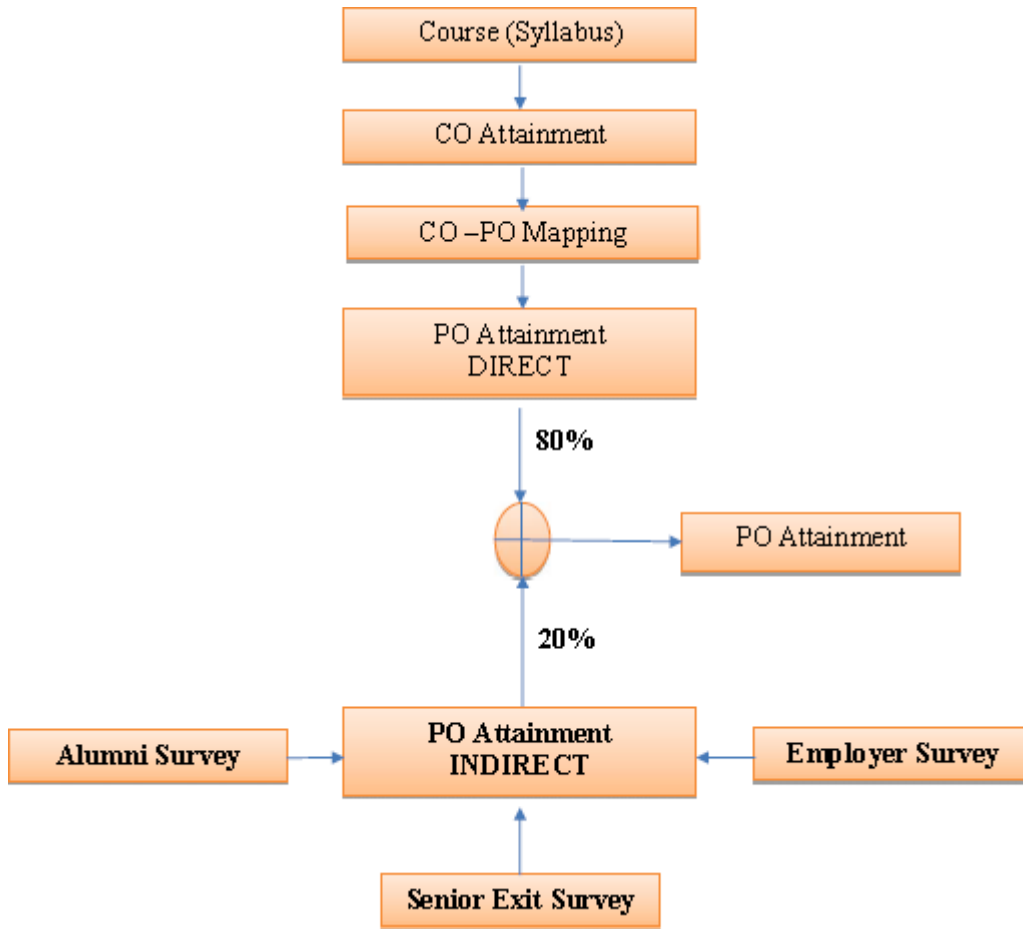 Course (Syllabus)
CO Attainment
CO –PO Mapping
PO Attainment
DIRECT
80%
PO Attainment
20%
PO Attainment
INDIRECT
Alumni Survey
Employer Survey
Senior Exit Survey